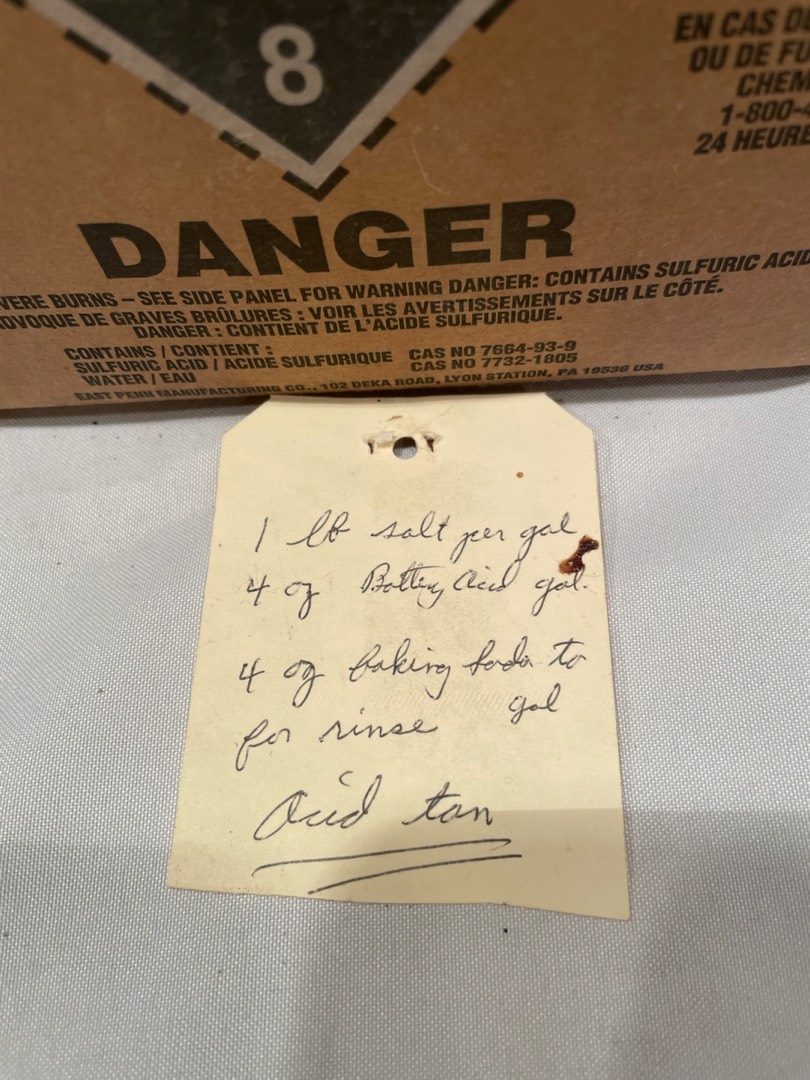 8
EN CAS D
OU DE FU
CHEM
1-800-
24 HEURE
DANGER
VERE BURNS – SEE SIDE PANEL FOR WARNING DANGER: CONTAINS SULFURIC ACID
OVOQUE DE GRAVES BRÛLURES : VOIR LES AVERTISSEMENTS SUR LE CÔTÉ.
DANGER : CONTIENT DE L'ACIDE SULFURIQUE.
CONTAINS / CONTIENT :
SULFURIC ACID / ACIDE SULFURIQUE CAS NO 7664-93-9
WATER / EAU CAS NO 7732-1805
EAST PENN MANUFACTURING CO., 102 DEKA ROAD, LYON STATION, PA 19536 USA
1 lb salt per gal
4 oz Battery Acid gal.
4 oz baking soda to
gal
for rinse
Acid tan